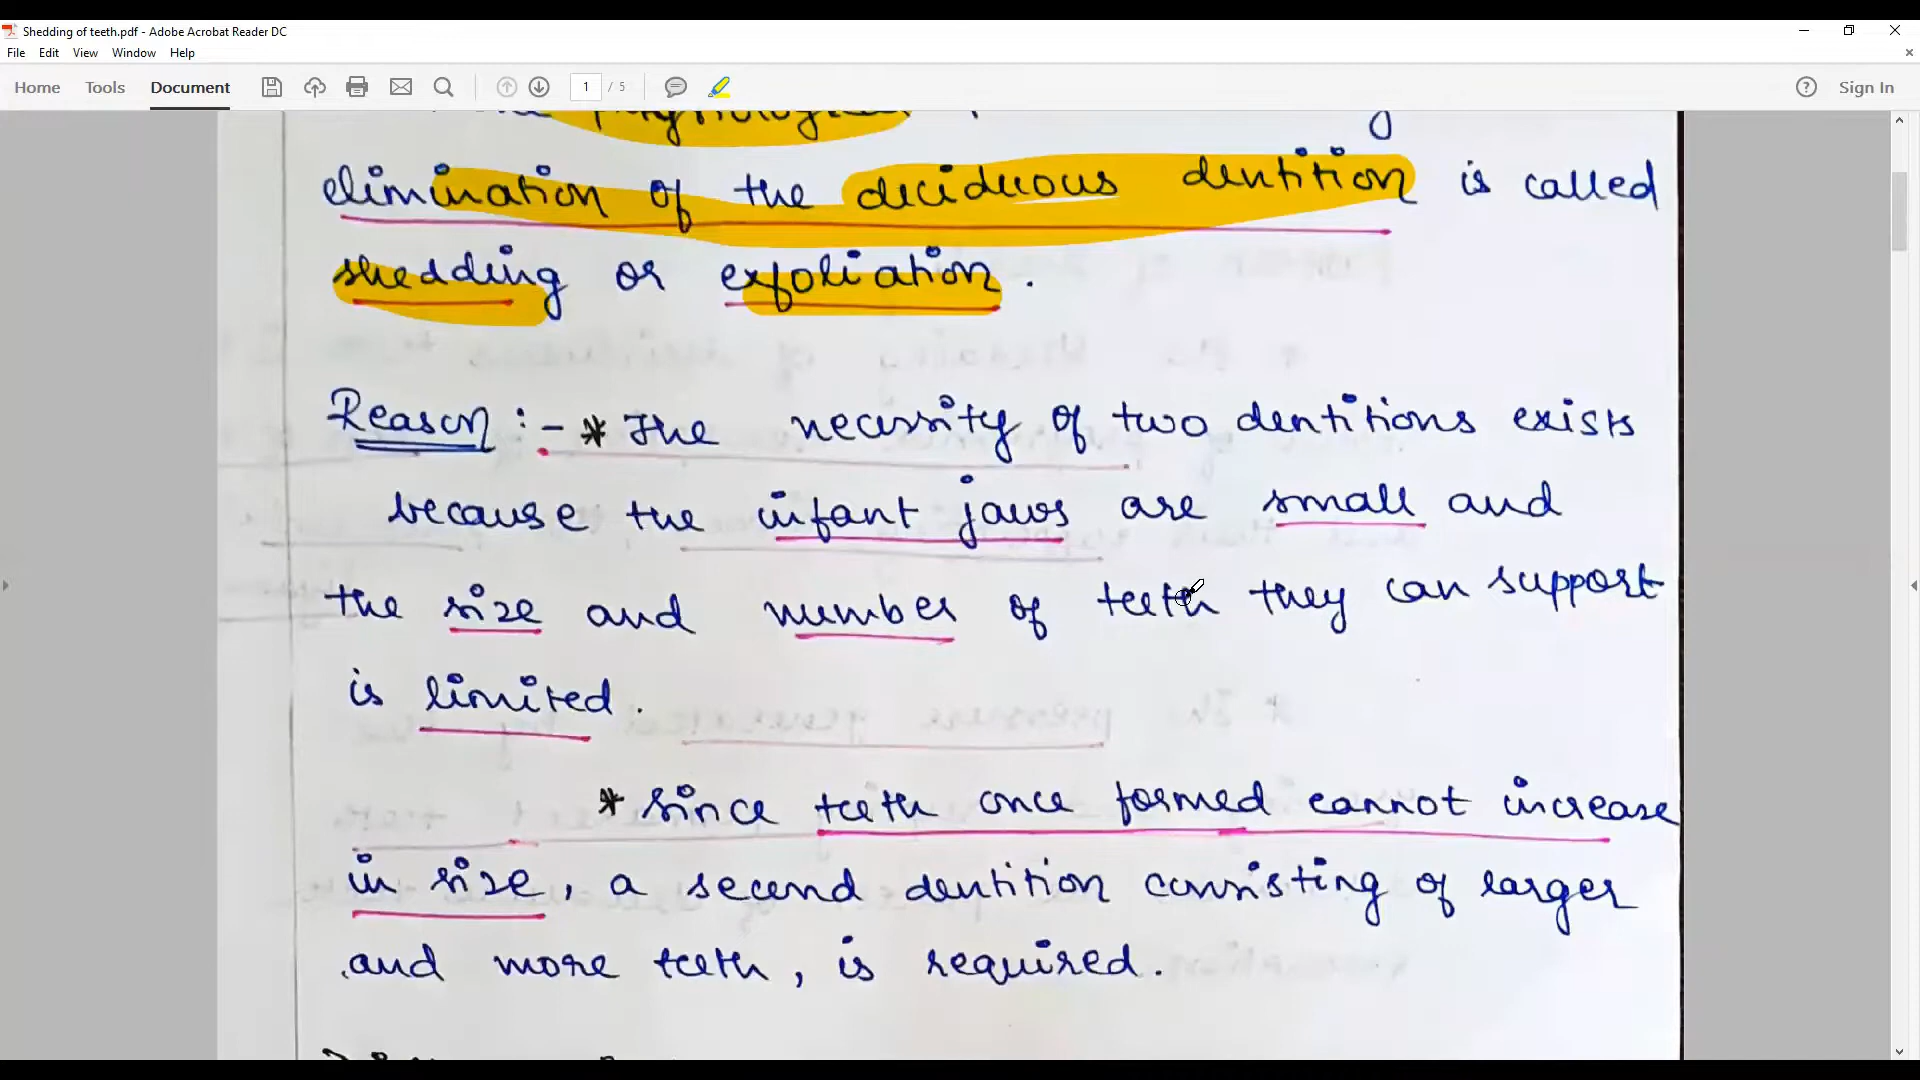 Shedding of teeth.pdf - Adobe Acrobat Reader DC
File Edit View Window Help
Home Tools Document 1 / 5 Sign In
physiological
elimination of the deciduous dentition is called
shedding or exfoliation.
Reason :- * The necessity of two dentitions exists
because the infant jaws are small and
the size and number of teeth they can support
is limited.
* Since teeth once formed cannot increase
in size, a second dentition consisting of larger
and more teeth, is required.